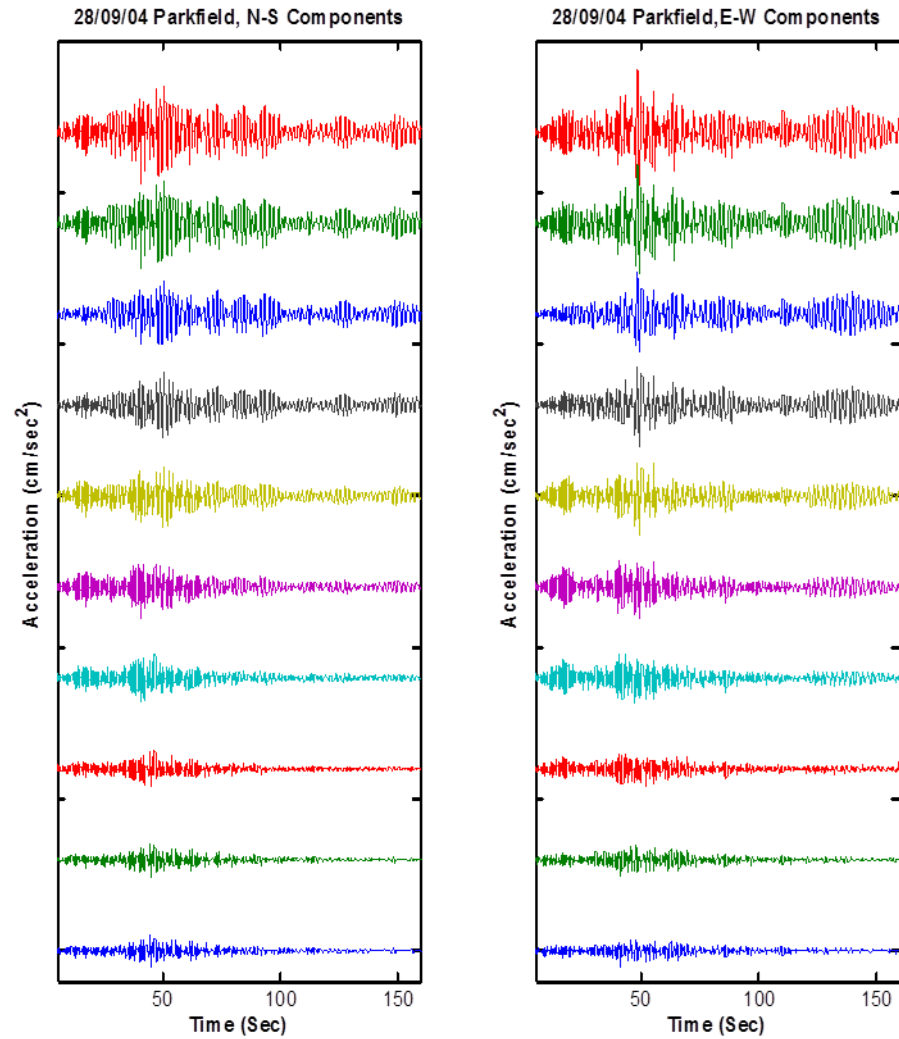 28/09/04 Parkfield, N-S Components
Acceleration (cm/sec2)
50 100 150
Time (Sec)
28/09/04 Parkfield,E-W Components
Acceleration (cm/sec2)
50 100 150
Time (Sec)